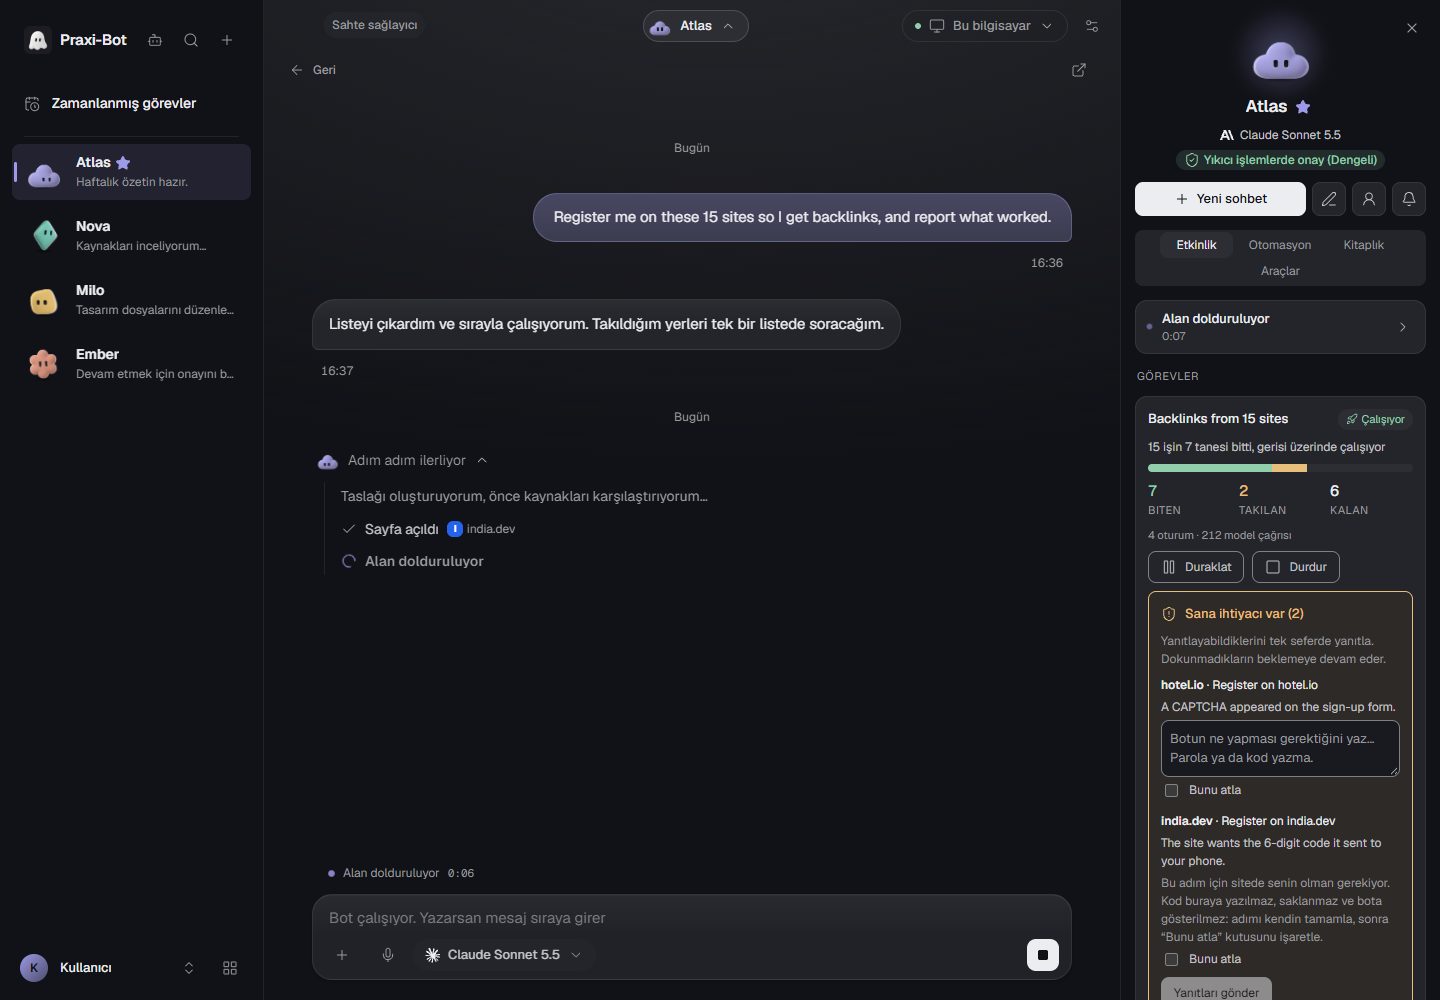 Praxi-Bot
Zamanlanmış görevler
Atlas
Haftalık özetin hazır.
Nova
Kaynakları inceliyorum...
Milo
Tasarım dosyalarını düzenle...
Ember
Devam etmek için onayını b...
K
Kullanıcı
Sahte sağlayıcı
Atlas
Bu bilgisayar
Geri
Bugün
Register me on these 15 sites so I get backlinks, and report what worked.
16:36
Listeyi çıkardım ve sırayla çalışıyorum. Takıldığım yerleri tek bir listede soracağım.
16:37
Bugün
Adım adım ilerliyor
Taslağı oluşturuyorum, önce kaynakları karşılaştırıyorum...
Sayfa açıldı I india.dev
Alan dolduruluyor
Alan dolduruluyor 0:06
Bot çalışıyor. Yazarsan mesaj sıraya girer
Claude Sonnet 5.5
Atlas
Claude Sonnet 5.5
Yıkıcı işlemlerde onay (Dengeli)
Yeni sohbet
Etkinlik Otomasyon Kitaplık
Araçlar
Alan dolduruluyor
0:07
GÖREVLER
Backlinks from 15 sites Çalışıyor
15 işin 7 tanesi bitti, gerisi üzerinde çalışıyor
7 2 6
BITEN TAKILAN KALAN
4 oturum · 212 model çağrısı
Duraklat Durdur
Sana ihtiyacı var (2)
Yanıtlayabildiklerini tek seferde yanıtla.
Dokunmadıkların beklemeye devam eder.
hotel.io · Register on hotel.io
A CAPTCHA appeared on the sign-up form.
Botun ne yapması gerektiğini yaz...
Parola ya da kod yazma.
Bunu atla
india.dev · Register on india.dev
The site wants the 6-digit code it sent to
your phone.
Bu adım için sitede senin olman gerekiyor.
Kod buraya yazılmaz, saklanmaz ve bota
gösterilmez: adımı kendin tamamla, sonra
“Bunu atla” kutusunu işaretle.
Bunu atla
Yanıtları gönder